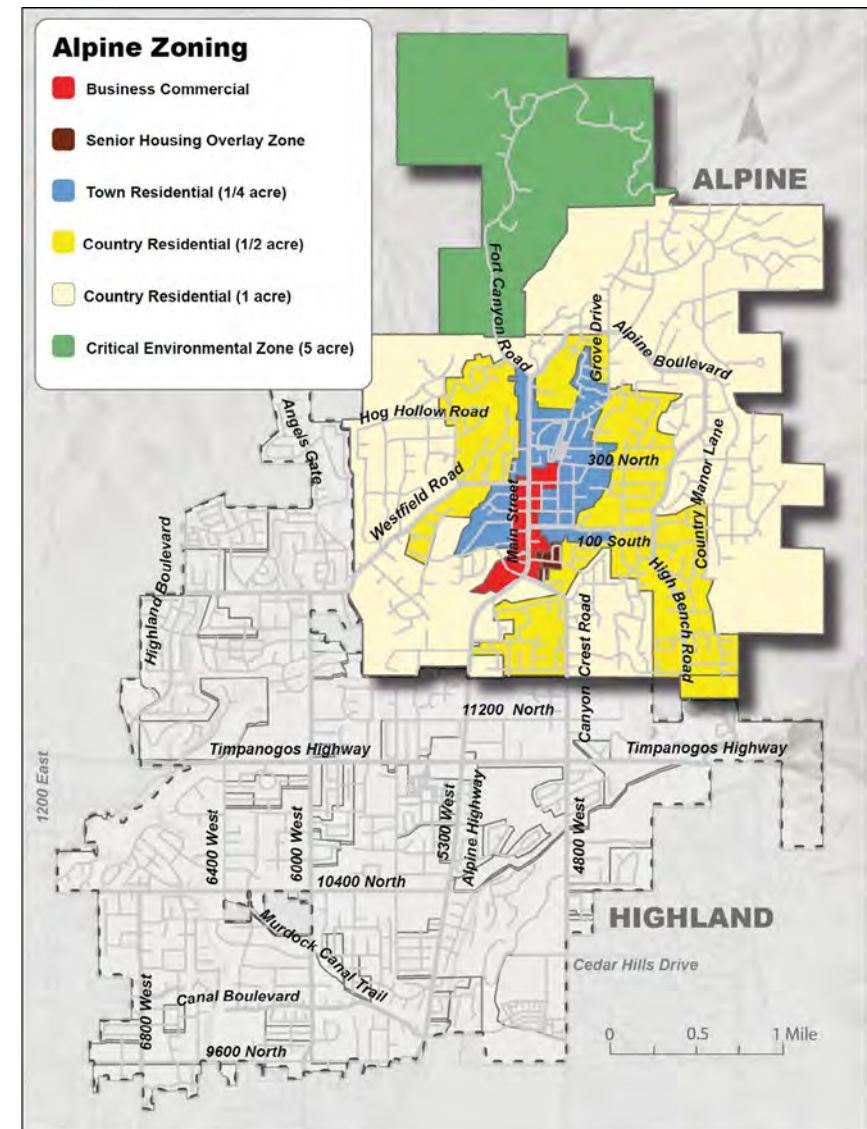 Alpine Zoning
Business Commercial
Senior Housing Overlay Zone
Town Residential (1/4 acre)
Country Residential (1/2 acre)
Country Residential (1 acre)
Critical Environmental Zone (5 acre)
ALPINE
Fort Canyon Road
Grove Drive
Alpine Boulevard
Angels Gate
Hog Hollow Road
300 North
Country Manor Lane
Westfield Road
Main Street
100 South
High Bench Road
Highland Boulevard
Canyon Crest Road
11200 North
Timpanogos Highway
Timpanogos Highway
1200 East
6400 West
6000 West
5300 West
Alpine Highway
4800 West
10400 North
HIGHLAND
Murdock Canal Trail
Cedar Hills Drive
Canal Boulevard
6800 West
9600 North
0 0.5 1 Mile